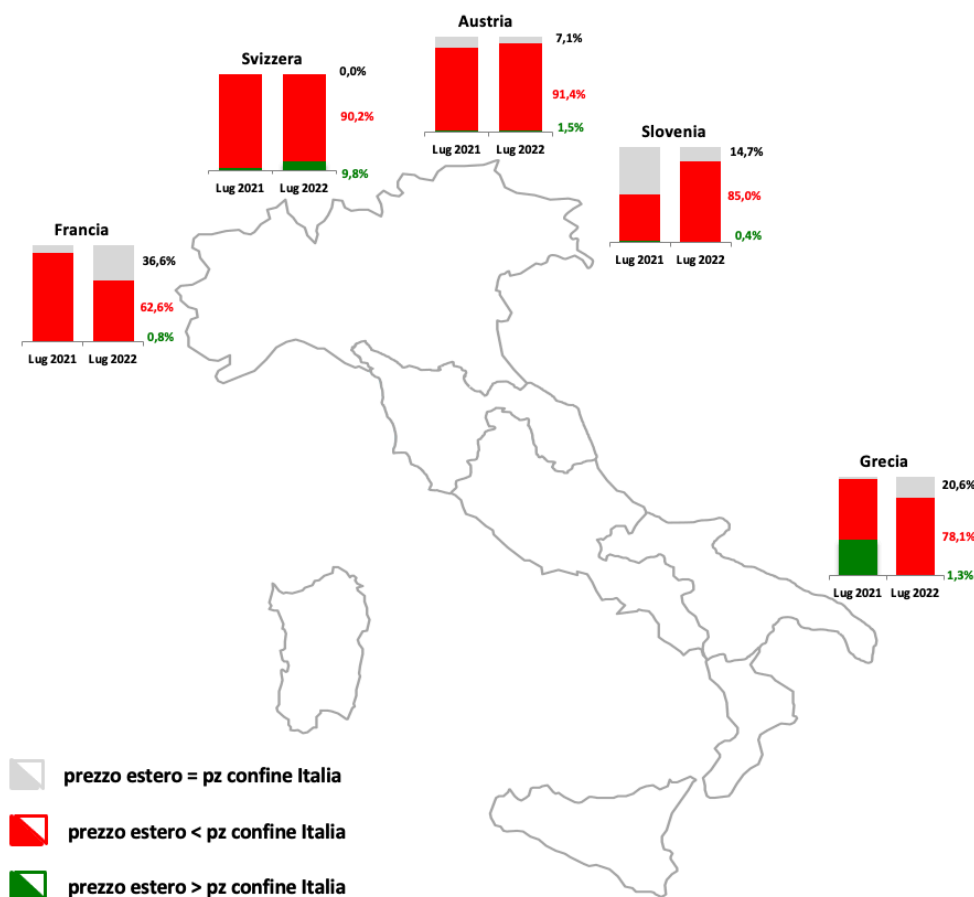 Austria
7,1%
91,4%
1,5%
Lug 2021 Lug 2022
Svizzera
0,0%
90,2%
9,8%
Lug 2021 Lug 2022
Slovenia
14,7%
85,0%
0,4%
Lug 2021 Lug 2022
Francia
36,6%
62,6%
0,8%
Lug 2021 Lug 2022
Grecia
20,6%
78,1%
1,3%
Lug 2021 Lug 2022
prezzo estero = pz confine Italia
prezzo estero < pz confine Italia
prezzo estero > pz confine Italia